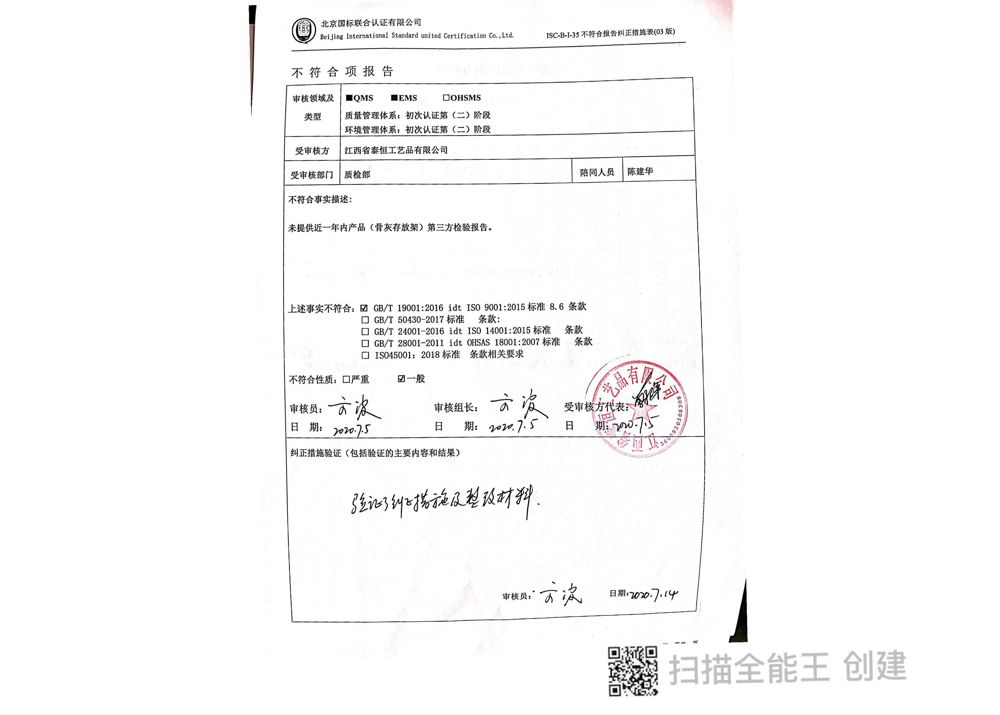 ISC
北京国标联合认证有限公司
Beijing International Standard united Certification Co.,Ltd.
ISC-B-I-35 不符合报告纠正措施表(03 版)
不符合项报告
审核领域及类型
■QMS ■EMS □OHSMS
质量管理体系：初次认证第（二）阶段
环境管理体系：初次认证第（二）阶段
受审核方 江西省泰恒工艺品有限公司
受审核部门 质检部 陪同人员 陈建华
不符合事实描述：
未提供近一年内产品（骨灰存放架）第三方检验报告。
上述事实不符合：☑ GB/T 19001:2016 idt ISO 9001:2015 标准 8.6 条款
□ GB/T 50430-2017 标准 条款:
□ GB/T 24001-2016 idt ISO 14001:2015 标准 条款
□ GB/T 28001-2011 idt OHSAS 18001:2007 标准 条款
□ ISO45001：2018 标准 条款相关要求
不符合性质：□严重 ☑一般
审核员： 审核组长： 受审核方代表：
日 期： 2020.7.5 日 期： 2020.7.5 日 期： 2020.7.5
江西省泰恒工艺品有限公司
3609820508308
纠正措施验证（包括验证的主要内容和结果）
验证了纠正措施及整改材料.
审核员： 日期：2020.7.14
扫描全能王 创建